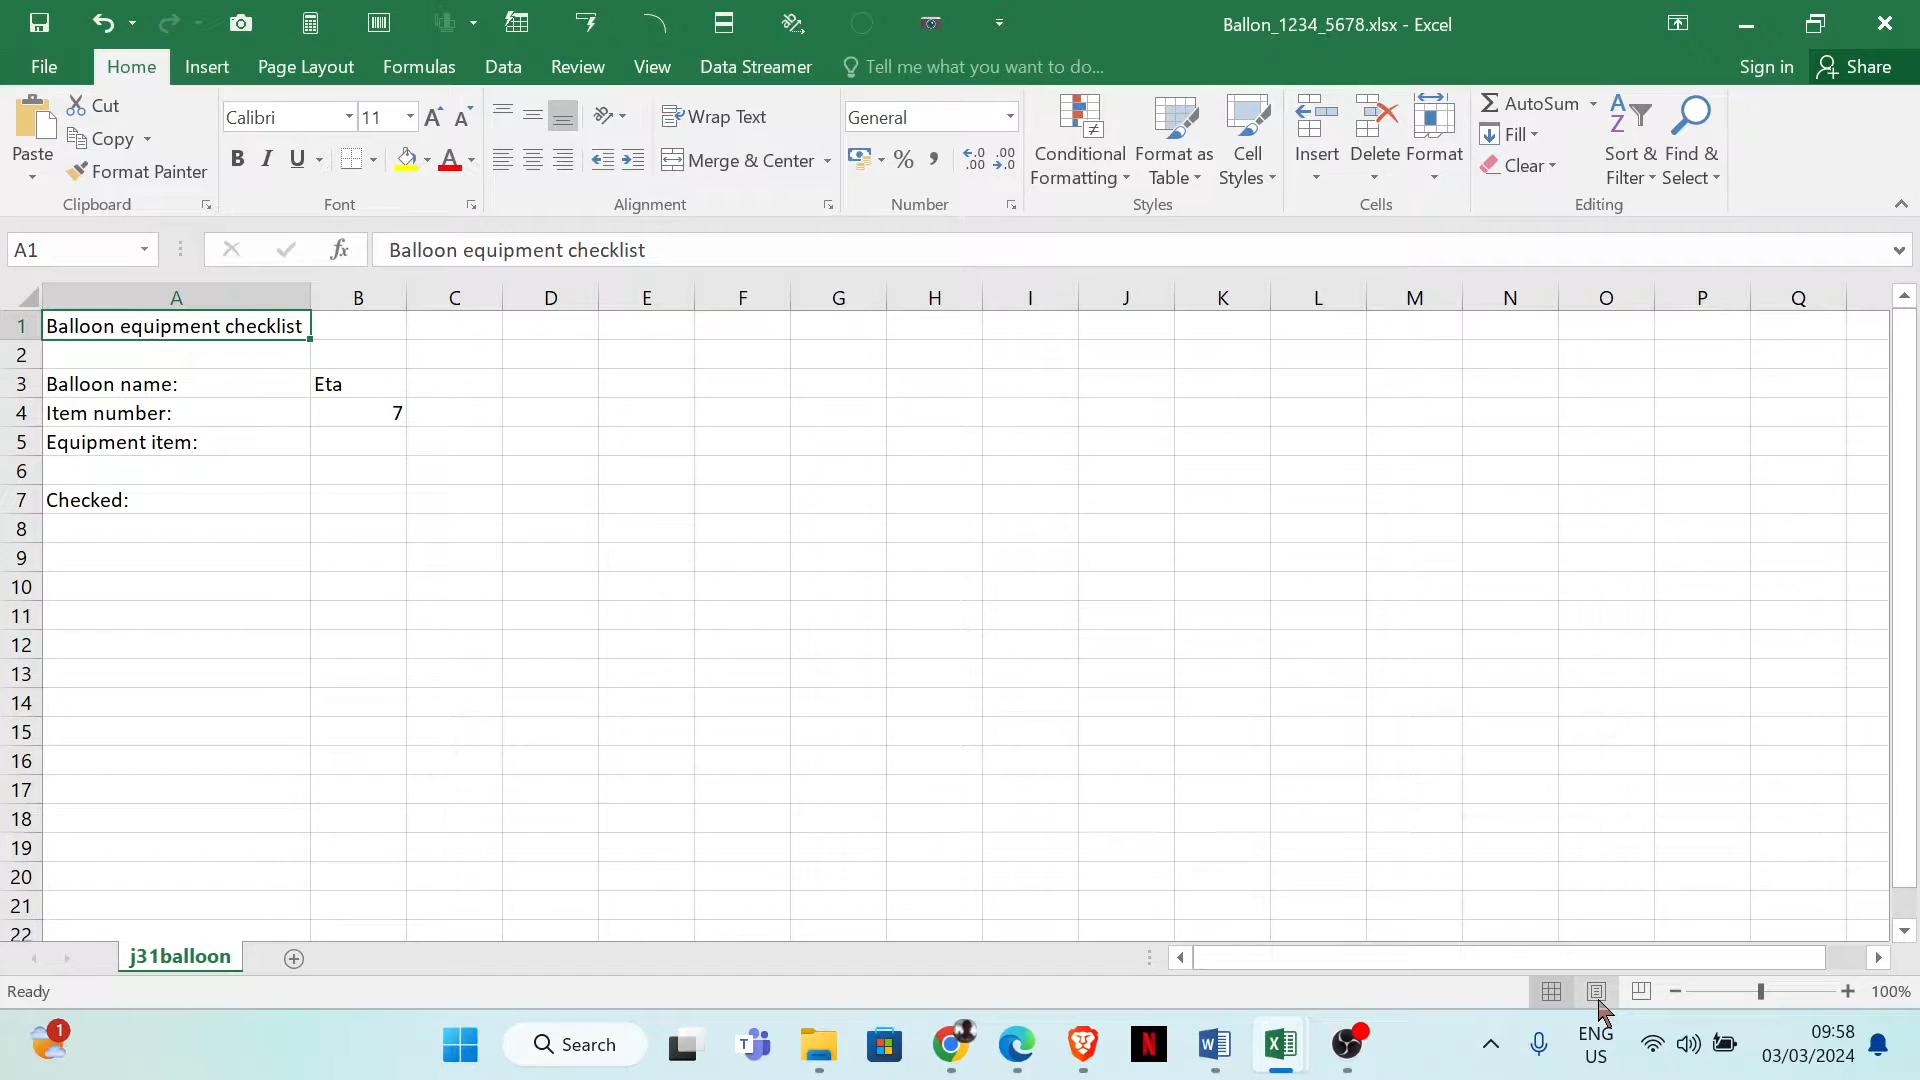 Ballon_1234_5678.xlsx - Excel
File Home Insert Page Layout Formulas Data Review View Data Streamer Tell me what you want to do... Sign in Share
Paste
Cut
Copy
Format Painter
Clipboard
Calibri 11
A A
B I U A
Font
Wrap Text
Merge & Center
Alignment
General
% ,
Number
Conditional Formatting
Format as Table
Cell Styles
Styles
Insert Delete Format
Cells
AutoSum
Fill
Clear
Sort & Filter
Find & Select
Editing
A1 fx Balloon equipment checklist
A B C D E F G H I J K L M N O P Q
1 Balloon equipment checklist
2
3 Balloon name: Eta
4 Item number: 7
5 Equipment item:
6
7 Checked:
8
9
10
11
12
13
14
15
16
17
18
19
20
21
22
j31balloon
Ready 100%
1 Search ENG US 09:58
03/03/2024